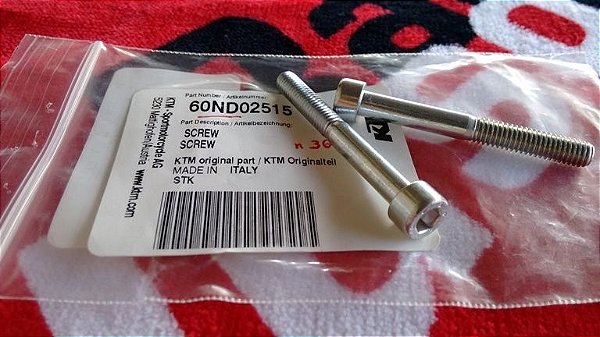 Part Number / Artikelnummer:
60ND02515
Part Description / Artikelbezeichnung:
SCREW
SCREW
KTM original part / KTM Originalteil
MADE IN ITALY
STK
KTM - Sportmotorcycle AG
5230 Mattighofen/Austria
www.ktm.com